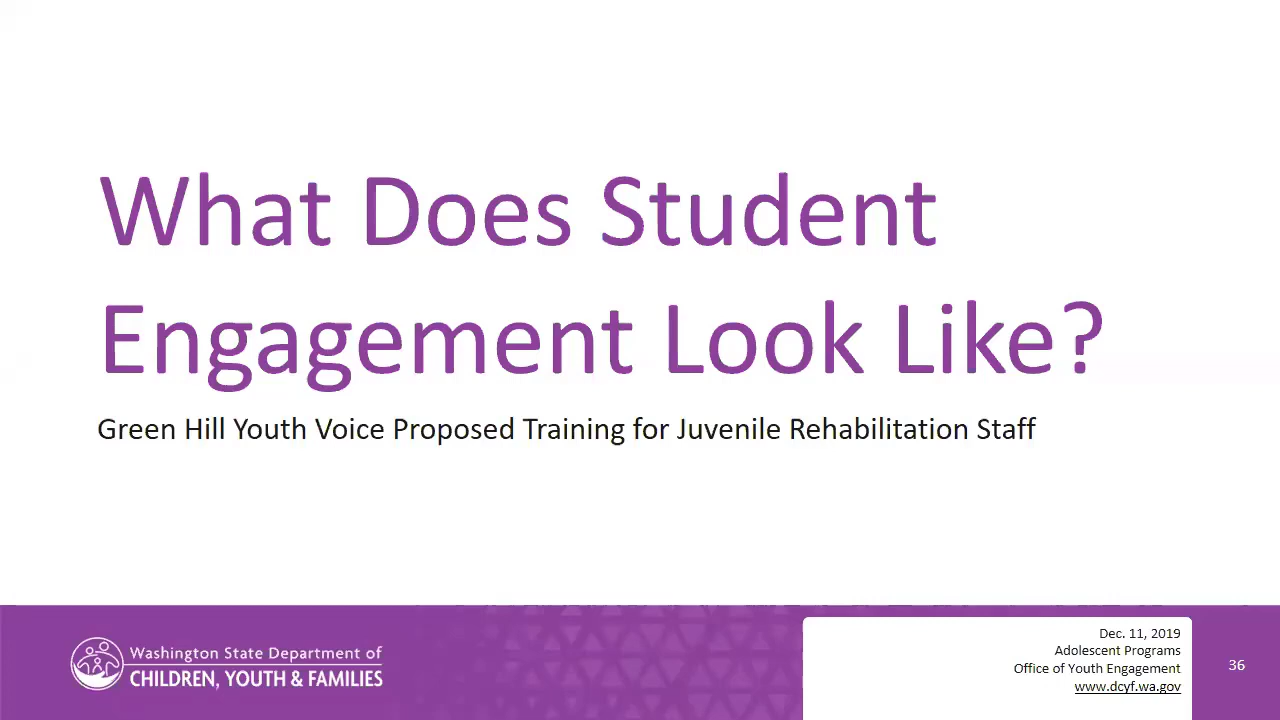 What Does Student
Engagement Look Like?
Green Hill Youth Voice Proposed Training for Juvenile Rehabilitation Staff
Washington State Department of
CHILDREN, YOUTH & FAMILIES
Dec. 11, 2019
Adolescent Programs
Office of Youth Engagement
www.dcyf.wa.gov
36